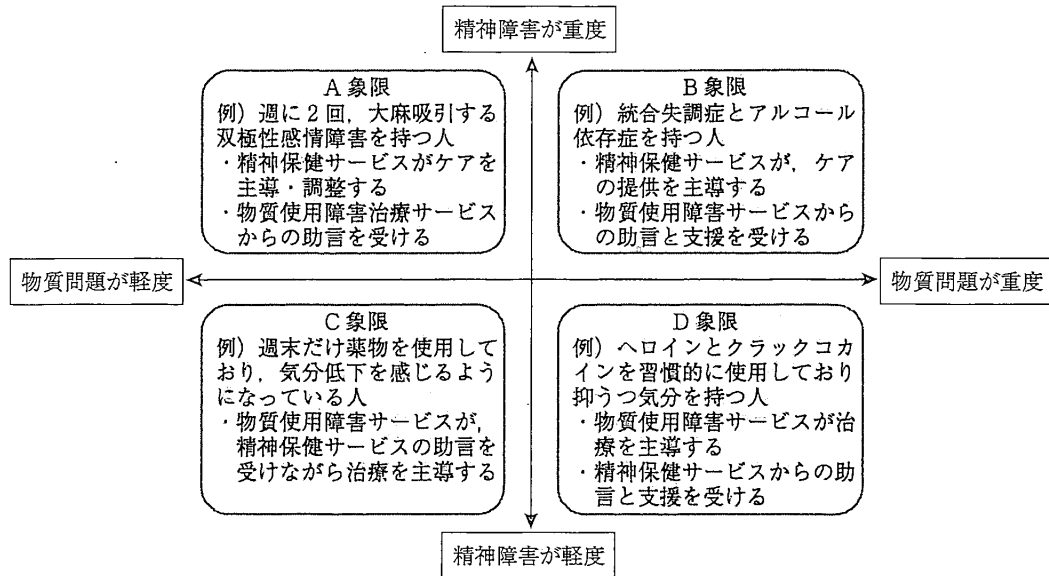 精神障害が重度
A 象限
例）週に2回，大麻吸引する
双極性感情障害を持つ人
・精神保健サービスがケアを
主導・調整する
・物質使用障害治療サービス
からの助言を受ける
B 象限
例）統合失調症とアルコール
依存症を持つ人
・精神保健サービスが，ケア
の提供を主導する
・物質使用障害サービスから
の助言と支援を受ける
物質問題が軽度
物質問題が重度
C 象限
例）週末だけ薬物を使用して
おり，気分低下を感じるよう
になっている人
・物質使用障害サービスが，
精神保健サービスの助言を
受けながら治療を主導する
D 象限
例）ヘロインとクラックコカ
インを習慣的に使用しており
抑うつ気分を持つ人
・物質使用障害サービスが治
療を主導する
・精神保健サービスからの助
言と支援を受ける
精神障害が軽度